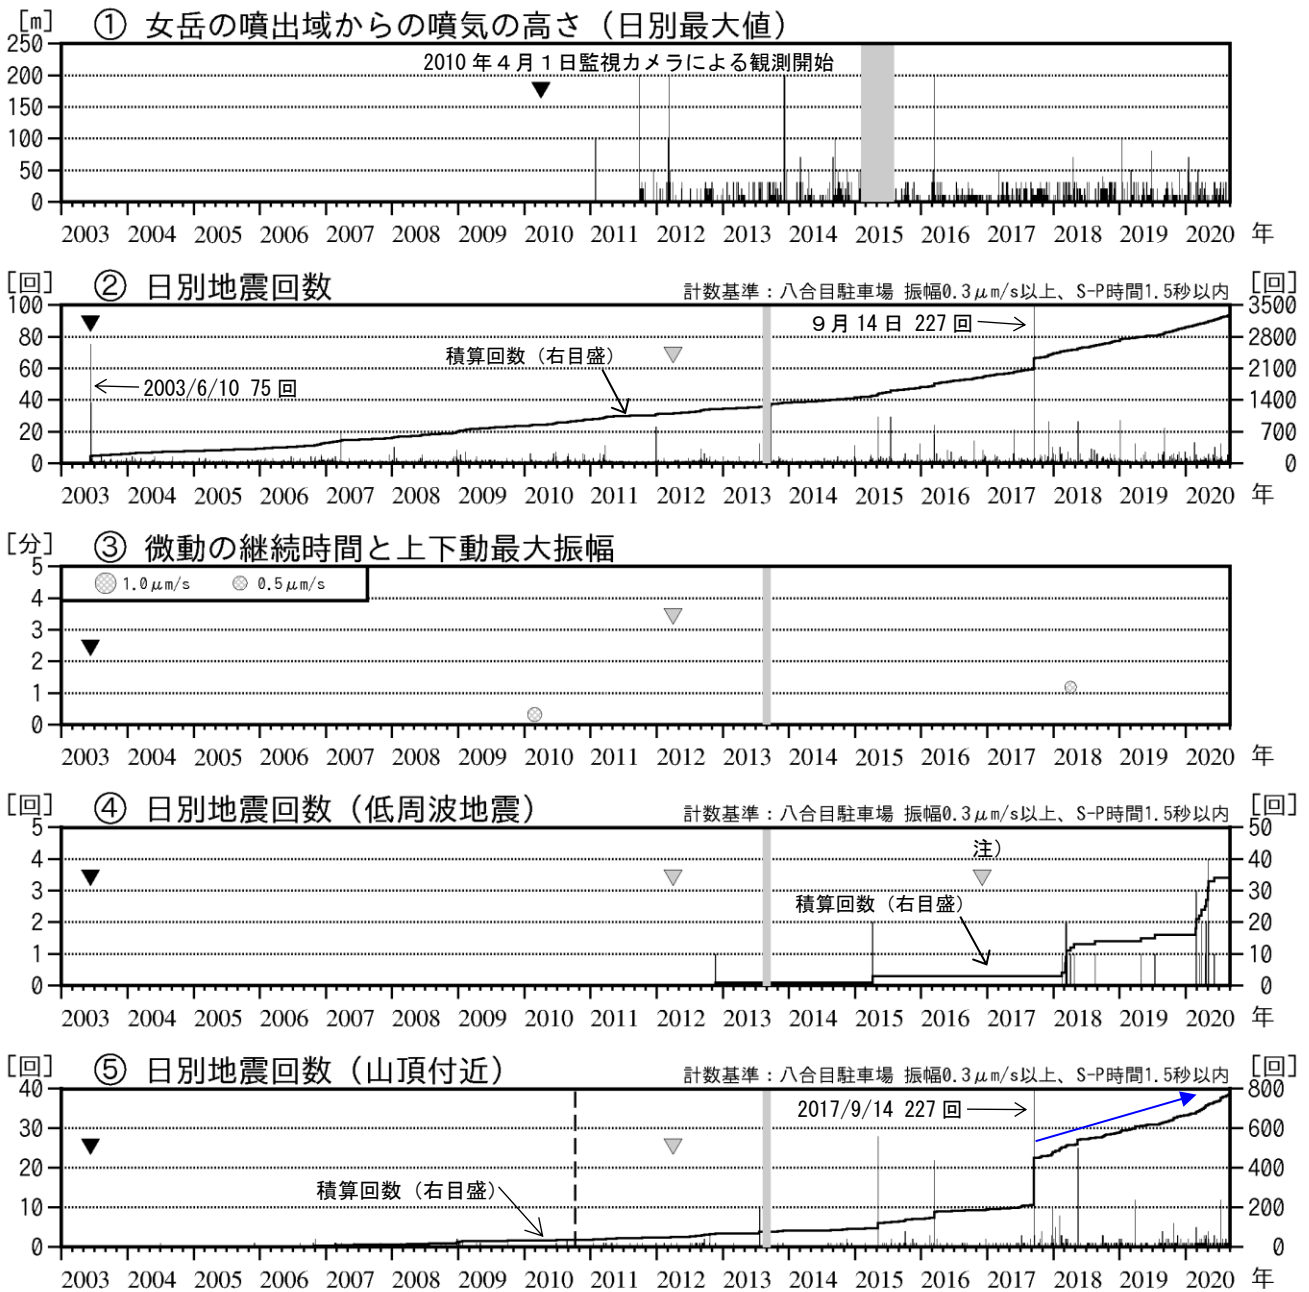 [m] ① 女岳の噴出域からの噴気の高さ（日別最大値）
2010 年４月１日監視カメラによる観測開始
250
200
150
100
50
0
2003 2004 2005 2006 2007 2008 2009 2010 2011 2012 2013 2014 2015 2016 2017 2018 2019 2020 年
[回] ② 日別地震回数 計数基準：八合目駐車場 振幅0.3μm/s以上、S-P時間1.5秒以内 [回]
100 3500
９月 14 日 227 回
80 2800
積算回数（右目盛）
60 2100
2003/6/10 75 回
40 1400
20 700
0 0
2003 2004 2005 2006 2007 2008 2009 2010 2011 2012 2013 2014 2015 2016 2017 2018 2019 2020 年
[分] ③ 微動の継続時間と上下動最大振幅
5
1.0μm/s 0.5μm/s
4
3
2
1
0
2003 2004 2005 2006 2007 2008 2009 2010 2011 2012 2013 2014 2015 2016 2017 2018 2019 2020 年
[回] ④ 日別地震回数（低周波地震） 計数基準：八合目駐車場 振幅0.3μm/s以上、S-P時間1.5秒以内 [回]
5 50
注）
4 40
3 30
積算回数（右目盛）
2 20
1 10
0 0
2003 2004 2005 2006 2007 2008 2009 2010 2011 2012 2013 2014 2015 2016 2017 2018 2019 2020 年
[回] ⑤ 日別地震回数（山頂付近） 計数基準：八合目駐車場 振幅0.3μm/s以上、S-P時間1.5秒以内 [回]
40 800
2017/9/14 227 回
30 600
20 400
積算回数（右目盛）
10 200
0 0
2003 2004 2005 2006 2007 2008 2009 2010 2011 2012 2013 2014 2015 2016 2017 2018 2019 2020 年